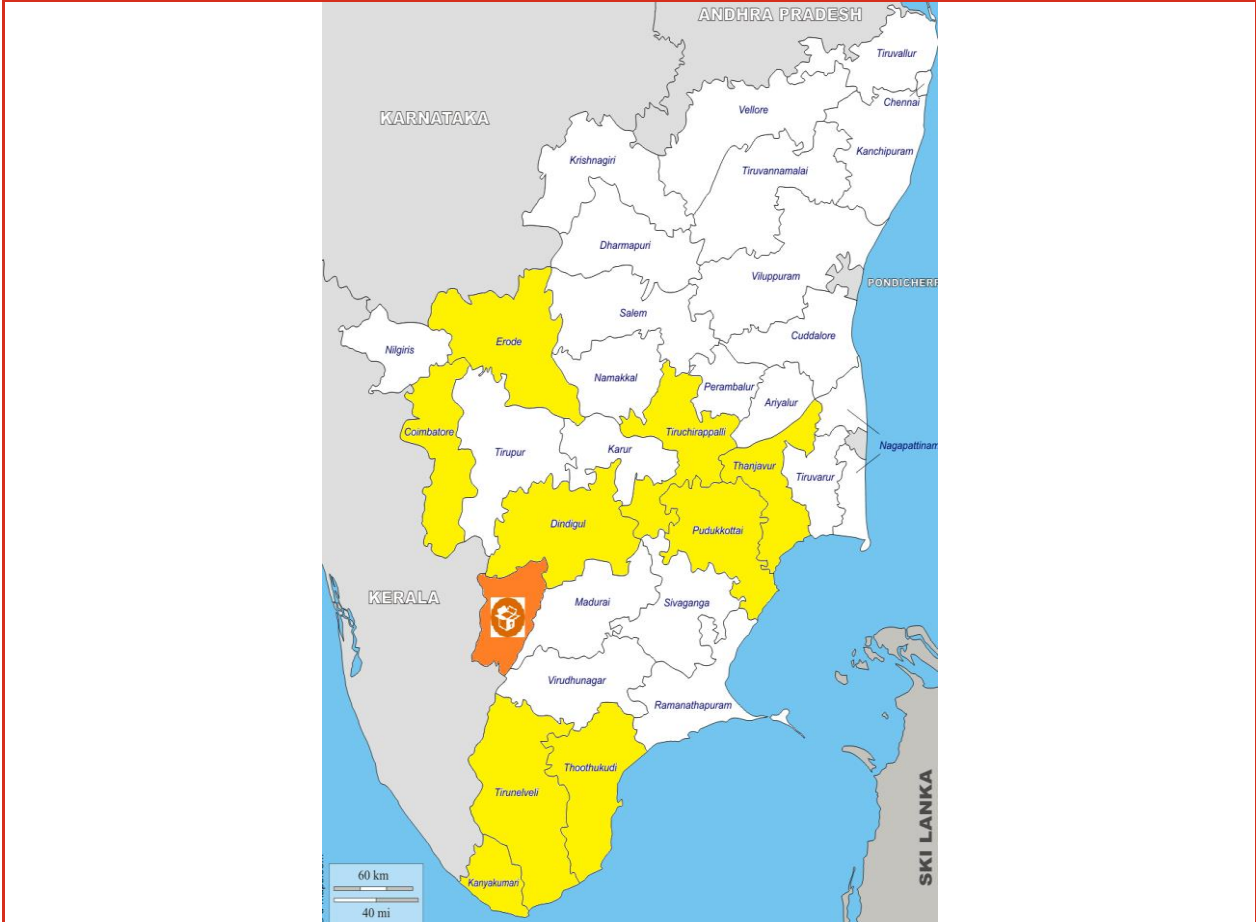 ANDHRA PRADESH
Tiruvallur
Chennai
Vellore
KARNATAKA
Kanchipuram
Krishnagiri
Tiruvannamalai
Dharmapuri
Viluppuram
PONDICHERR
Salem
Cuddalore
Erode
Nilgiris
Namakkal
Perambalur
Ariyalur
Coimbatore
Tiruchirappalli
Nagapattinam
Karur
Tirupur
Thanjavur
Tiruvarur
Dindigul
Pudukkottai
KERALA
Madurai
Sivaganga
Virudhunagar
Ramanathapuram
Thoothukudi
Tirunelveli
SKI LANKA
Kanyakumari
60 km
40 mi